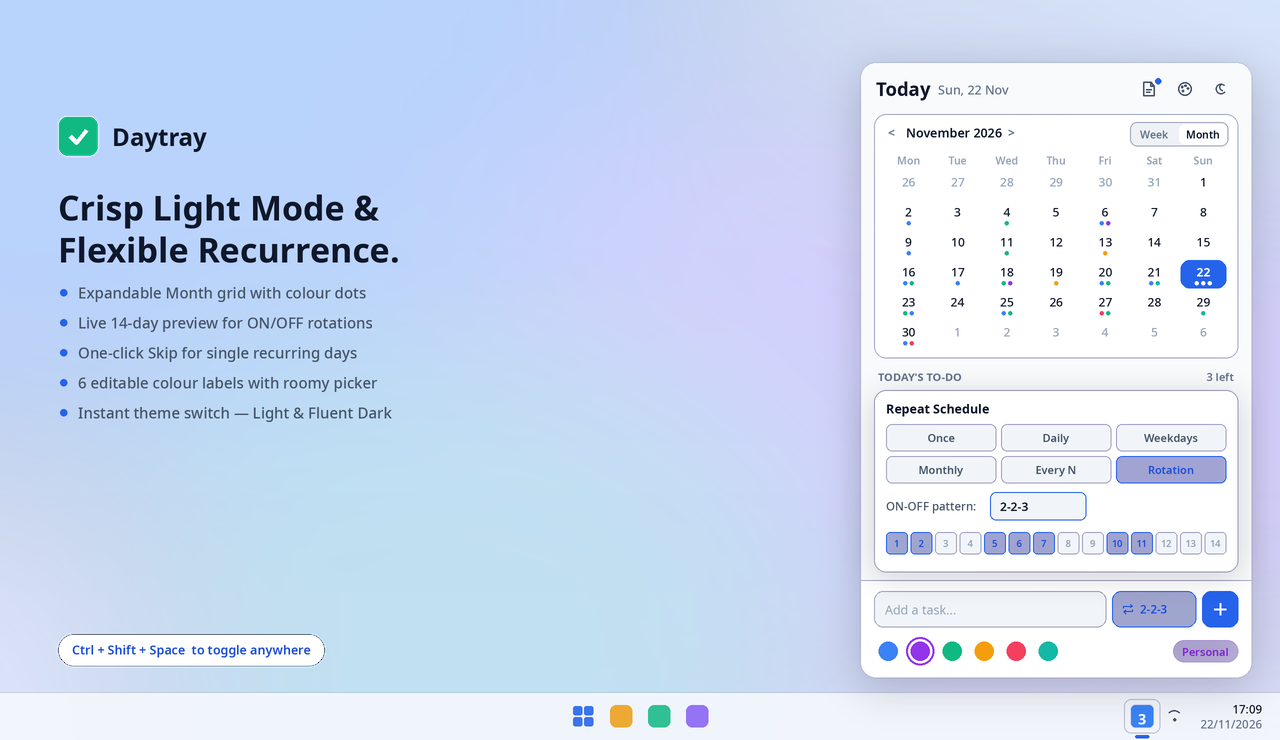 Daytray
Crisp Light Mode &
Flexible Recurrence.
Expandable Month grid with colour dots
Live 14-day preview for ON/OFF rotations
One-click Skip for single recurring days
6 editable colour labels with roomy picker
Instant theme switch — Light & Fluent Dark
Ctrl + Shift + Space to toggle anywhere
Today Sun, 22 Nov
< November 2026 > Week Month
Mon Tue Wed Thu Fri Sat Sun
26 27 28 29 30 31 1
2 3 4 5 6 7 8
9 10 11 12 13 14 15
16 17 18 19 20 21 22
23 24 25 26 27 28 29
30 1 2 3 4 5 6
TODAY'S TO-DO 3 left
Repeat Schedule
Once Daily Weekdays
Monthly Every N Rotation
ON-OFF pattern: 2-2-3
1 2 3 4 5 6 7 8 9 10 11 12 13 14
Add a task... 2-2-3 +
Personal
3 17:09
22/11/2026